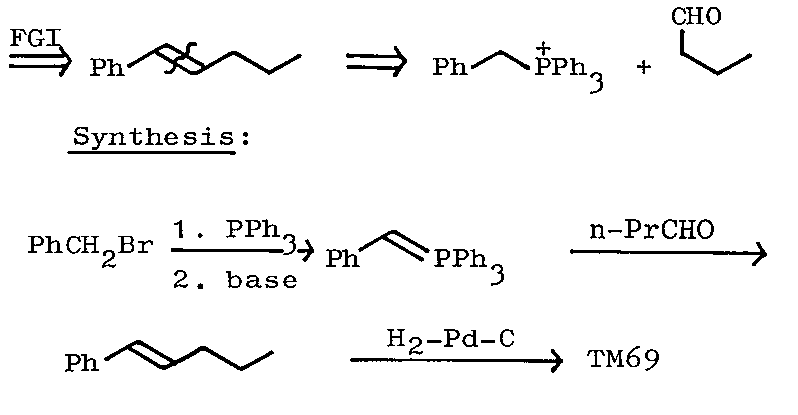 FGI Ph Ph PPh3 + + CHO
Synthesis:
PhCH2Br 1. PPh3 2. base Ph PPh3 n-PrCHO
Ph H2-Pd-C TM69